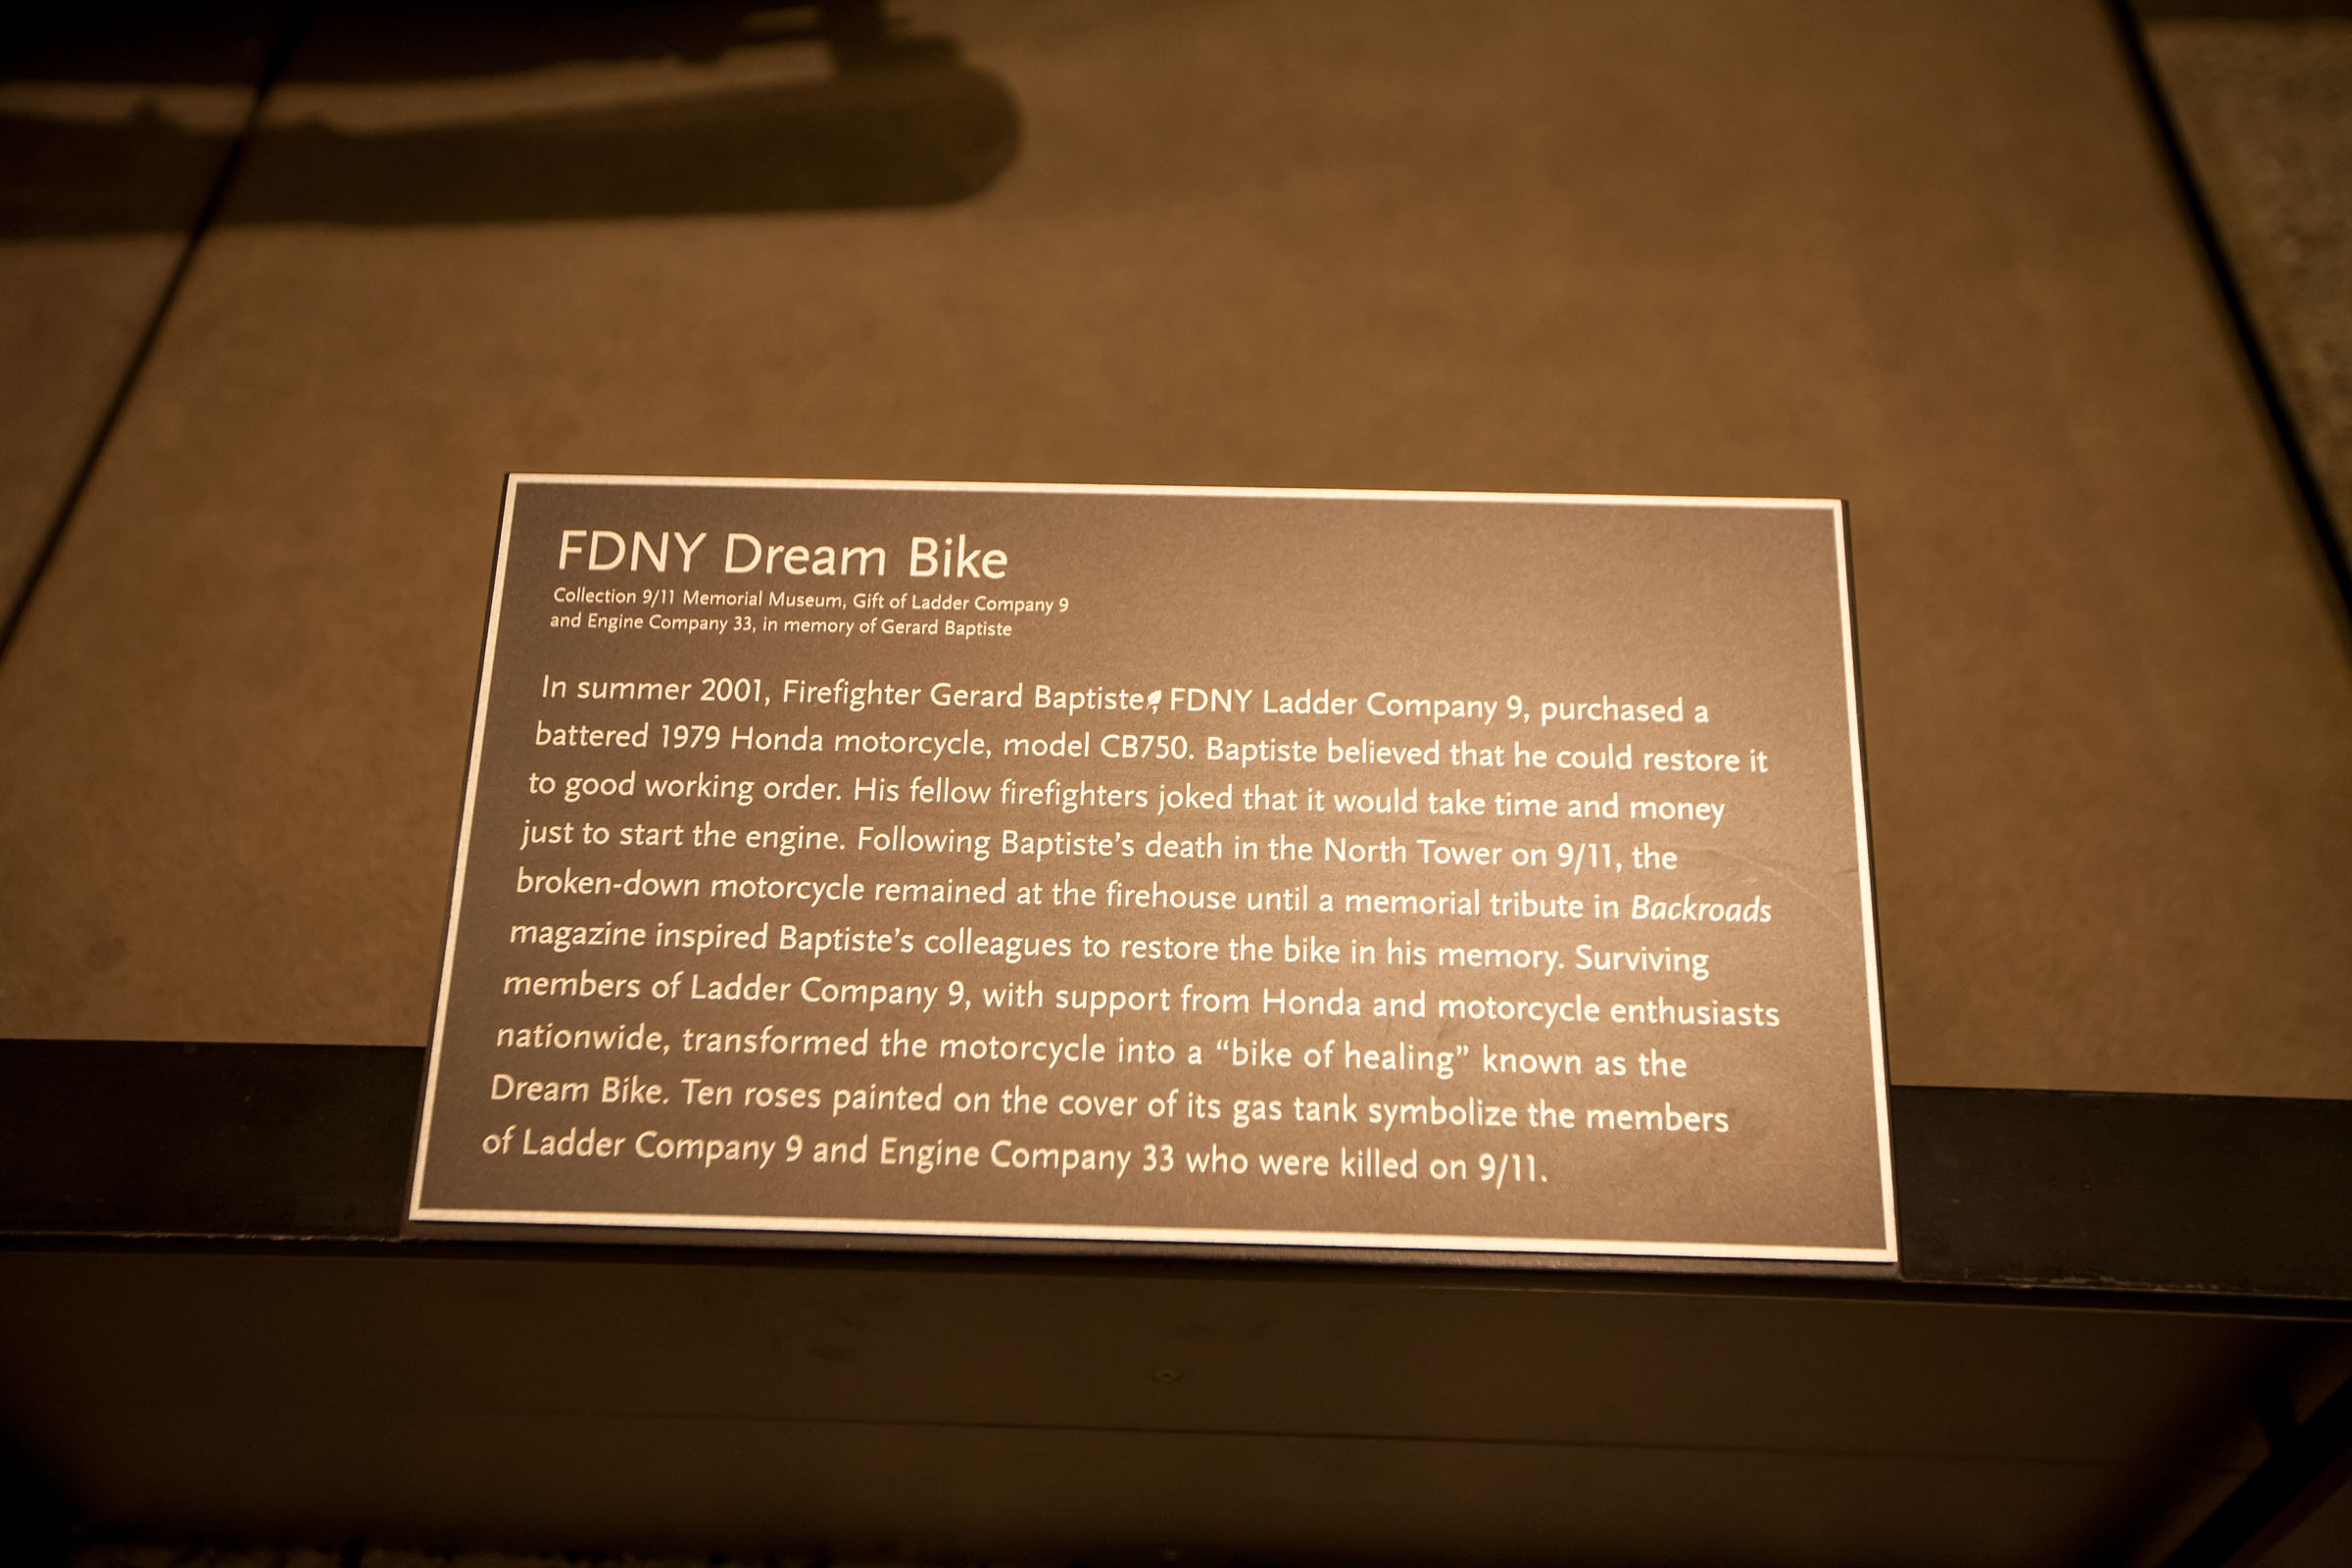 FDNY Dream Bike
Collection 9/11 Memorial Museum, Gift of Ladder Company 9
and Engine Company 33, in memory of Gerard Baptiste
In summer 2001, Firefighter Gerard Baptiste, FDNY Ladder Company 9, purchased a
battered 1979 Honda motorcycle, model CB750. Baptiste believed that he could restore it
to good working order. His fellow firefighters joked that it would take time and money
just to start the engine. Following Baptiste’s death in the North Tower on 9/11, the
broken-down motorcycle remained at the firehouse until a memorial tribute in Backroads
magazine inspired Baptiste’s colleagues to restore the bike in his memory. Surviving
members of Ladder Company 9, with support from Honda and motorcycle enthusiasts
nationwide, transformed the motorcycle into a “bike of healing” known as the
Dream Bike. Ten roses painted on the cover of its gas tank symbolize the members
of Ladder Company 9 and Engine Company 33 who were killed on 9/11.